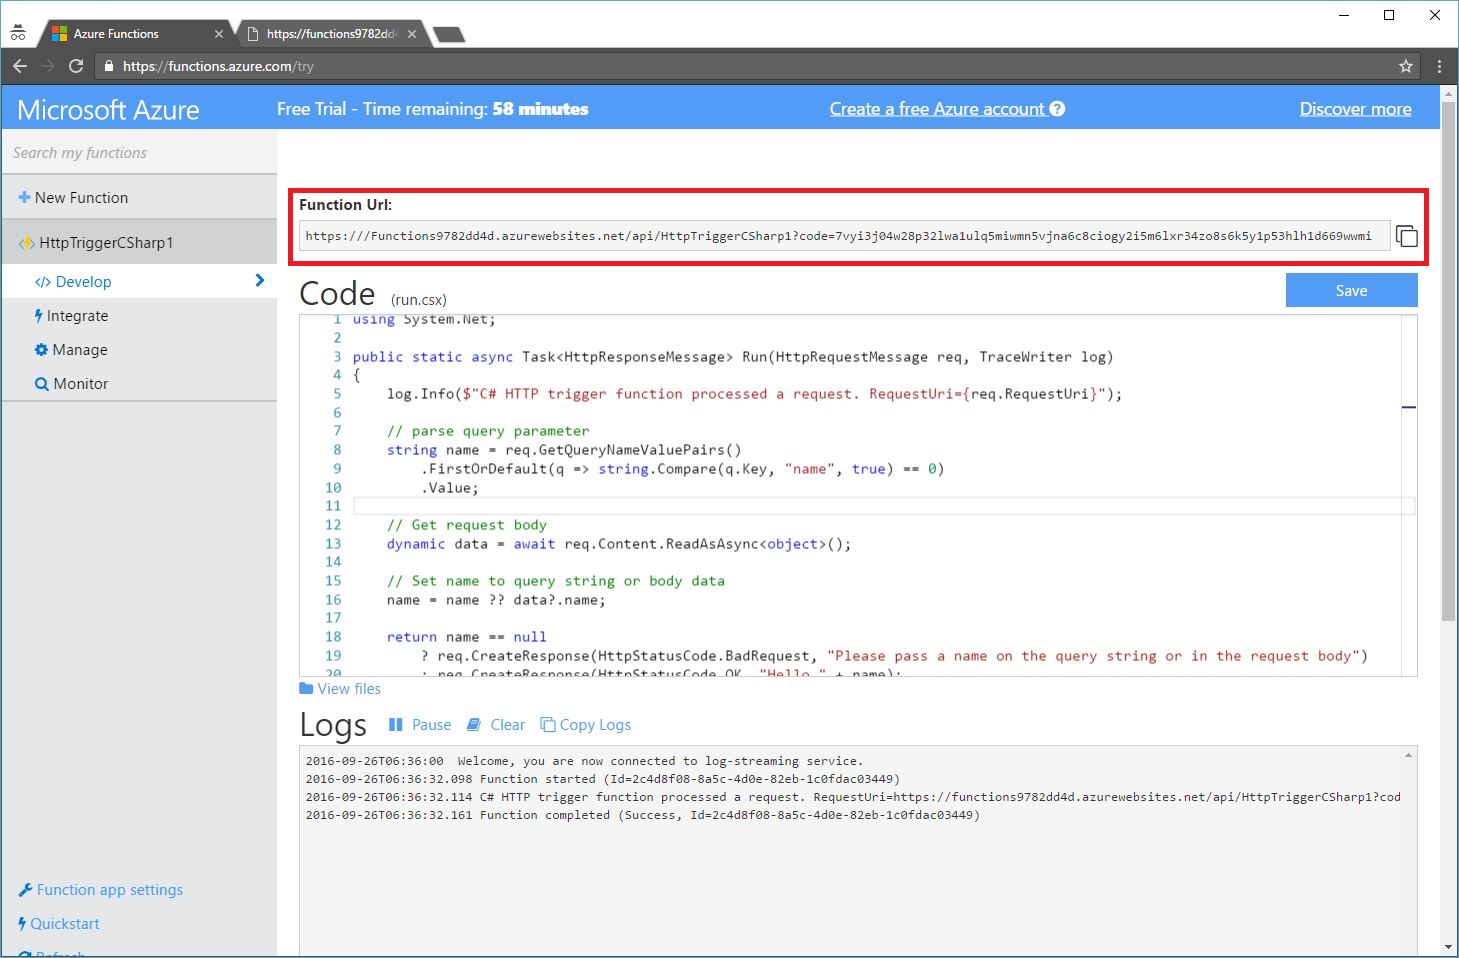 Azure Functions
https://functions9782dd4
https://functions.azure.com/try
Microsoft Azure
Free Trial - Time remaining: 58 minutes
Create a free Azure account
Discover more
Search my functions
New Function
HttpTriggerCSharp1
Develop
Integrate
Manage
Monitor
Function app settings
Quickstart
Refresh
Function Url:
https:///Functions9782dd4d.azurewebsites.net/api/HttpTriggerCSharp1?code=7vyi3j04w28p32lwa1ulq5miwmn5vjna6c8ciogy2i5m6lxr34zo8s6k5y1p53hlh1d669wwmi
Code (run.csx)
Save
1 using System.Net;
2
3 public static async Task<HttpResponseMessage> Run(HttpRequestMessage req, TraceWriter log)
4 {
5 log.Info($"C# HTTP trigger function processed a request. RequestUri={req.RequestUri}");
6
7 // parse query parameter
8 string name = req.GetQueryNameValuePairs()
9 .FirstOrDefault(q => string.Compare(q.Key, "name", true) == 0)
10 .Value;
11
12 // Get request body
13 dynamic data = await req.Content.ReadAsAsync<object>();
14
15 // Set name to query string or body data
16 name = name ?? data?.name;
17
18 return name == null
19 ? req.CreateResponse(HttpStatusCode.BadRequest, "Please pass a name on the query string or in the request body")
20 : req.CreateResponse(HttpStatusCode.OK, "Hello " + name);
View files
Logs
Pause
Clear
Copy Logs
2016-09-26T06:36:00 Welcome, you are now connected to log-streaming service.
2016-09-26T06:36:32.098 Function started (Id=2c4d8f08-8a5c-4d0e-82eb-1c0fdac03449)
2016-09-26T06:36:32.114 C# HTTP trigger function processed a request. RequestUri=https://functions9782dd4d.azurewebsites.net/api/HttpTriggerCSharp1?cod
2016-09-26T06:36:32.161 Function completed (Success, Id=2c4d8f08-8a5c-4d0e-82eb-1c0fdac03449)